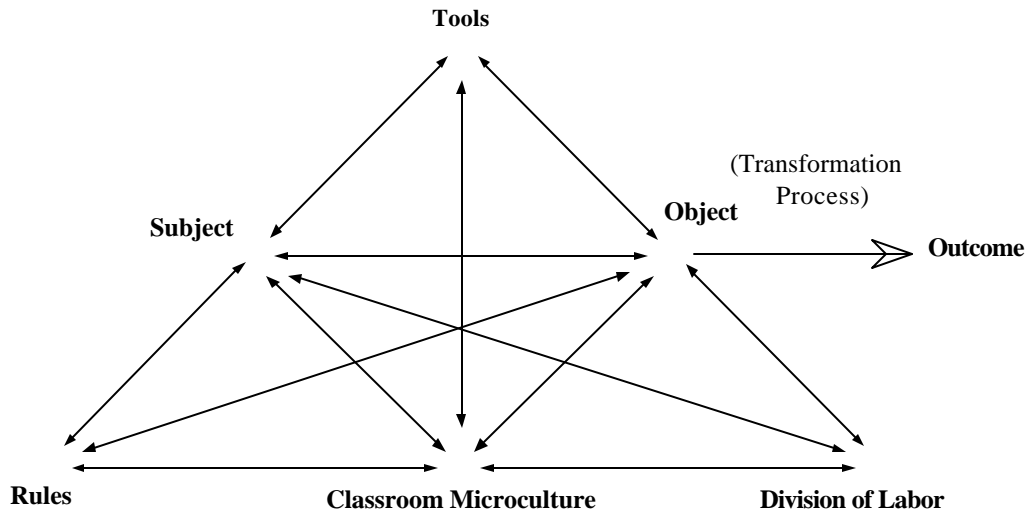 Tools
(Transformation
Process)
Object
Subject
Outcome
Rules
Classroom Microculture
Division of Labor